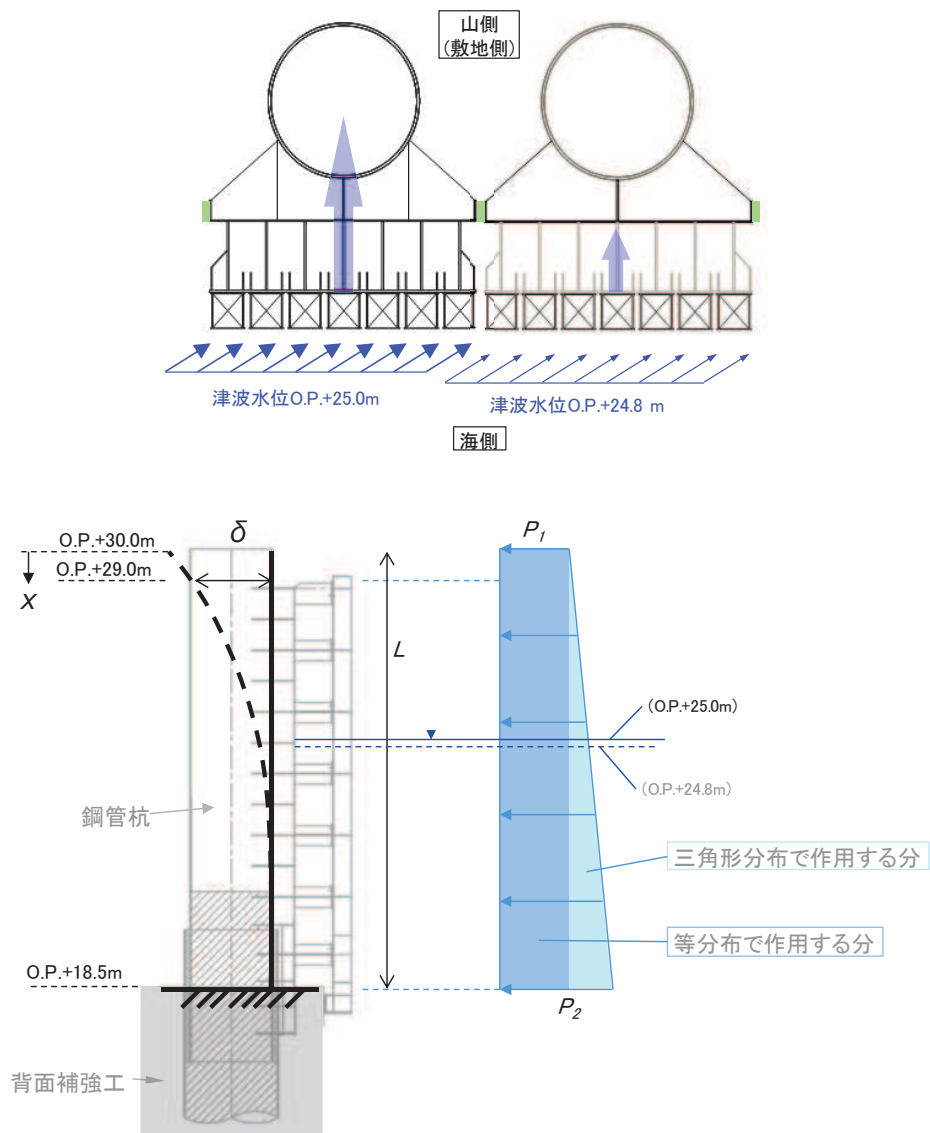 山側
(敷地側)
津波水位O.P.+25.0m
津波水位O.P.+24.8 m
海側
O.P.+30.0m
δ
P1
O.P.+29.0m
x
L
(O.P.+25.0m)
(O.P.+24.8m)
鋼管杭
三角形分布で作用する分
等分布で作用する分
O.P.+18.5m
P2
背面補強工